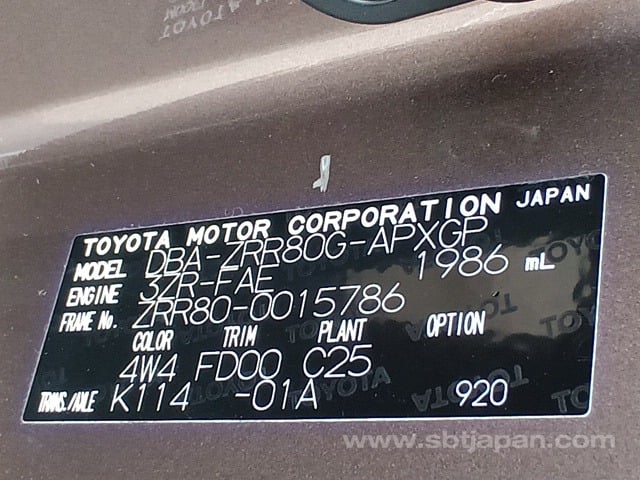 TOYOTA MOTOR CORPORATION JAPAN
MODEL DBA-ZRR80G-APXGP
ENGINE 3ZR-FAE 1986 mL
FRAME No. ZRR80-0015786
COLOR TRIM PLANT OPTION
4W4 FD00 C25
TRANS./AXLE K114 -01A 920
www.sbtjapan.com